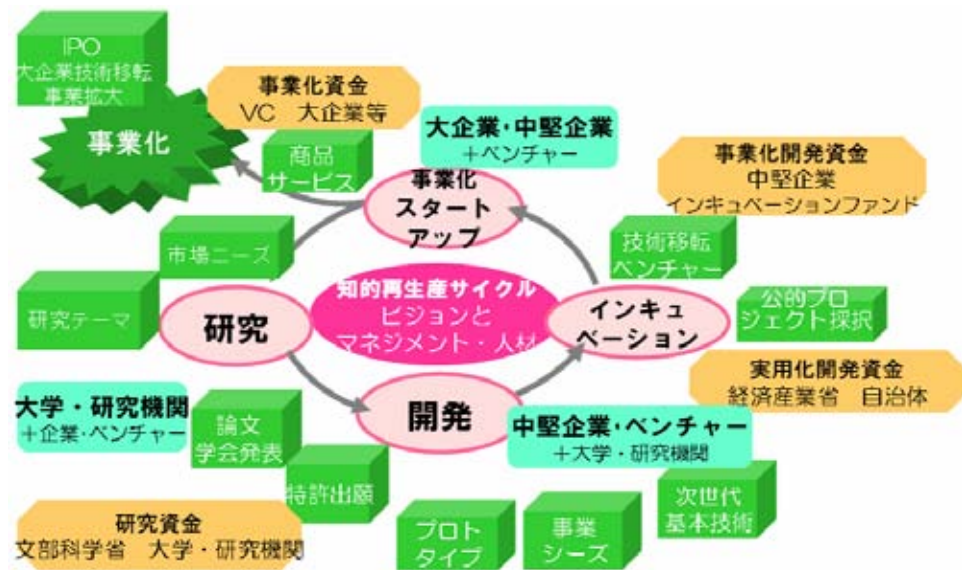 IPO
大企業技術移転
事業拡大
事業化
事業化資金
VC 大企業等
商品
サービス
大企業・中堅企業
+ベンチャー
事業化
スタート
アップ
事業化開発資金
中堅企業
インキュベーションファンド
技術移転
ベンチャー
市場ニーズ
研究テーマ
研究
知的再生産サイクル
ビジョンと
マネジメント・人材
インキュ
ベーション
公的プロ
ジェクト採択
実用化開発資金
経済産業省 自治体
大学・研究機関
+企業・ベンチャー
論文
学会発表
開発
中堅企業・ベンチャー
+大学・研究機関
特許出願
次世代
基本技術
研究資金
文部科学省 大学・研究機関
プロト
タイプ
事業
シーズ